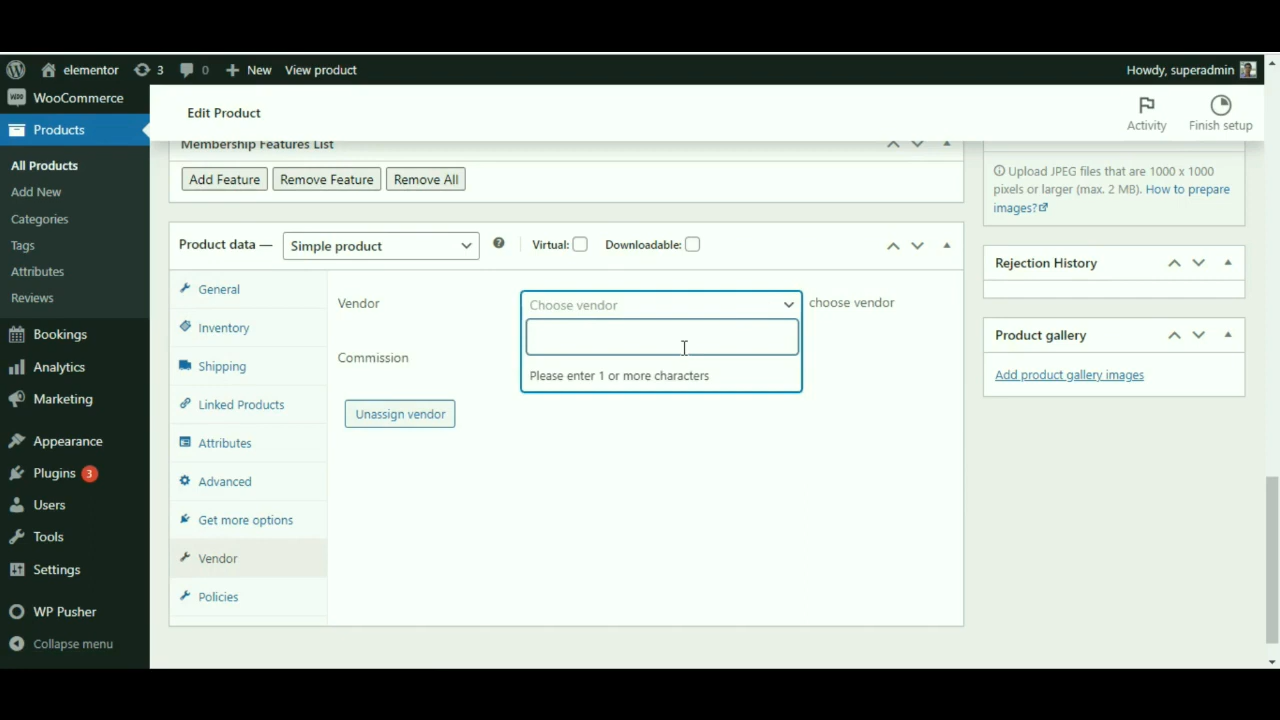 elementor 3 0 New View product Howdy, superadmin
WooCommerce
Products
All Products
Add New
Categories
Tags
Attributes
Reviews
Bookings
Analytics
Marketing
Appearance
Plugins 3
Users
Tools
Settings
WP Pusher
Collapse menu
Edit Product
Activity
Finish setup
Membership Features List
Add Feature Remove Feature Remove All
Product data — Simple product Virtual: Downloadable:
General
Inventory
Shipping
Linked Products
Attributes
Advanced
Get more options
Vendor
Policies
Vendor Choose vendor choose vendor
Please enter 1 or more characters
Commission
Unassign vendor
Upload JPEG files that are 1000 x 1000
pixels or larger (max. 2 MB). How to prepare
images?
Rejection History
Product gallery
Add product gallery images